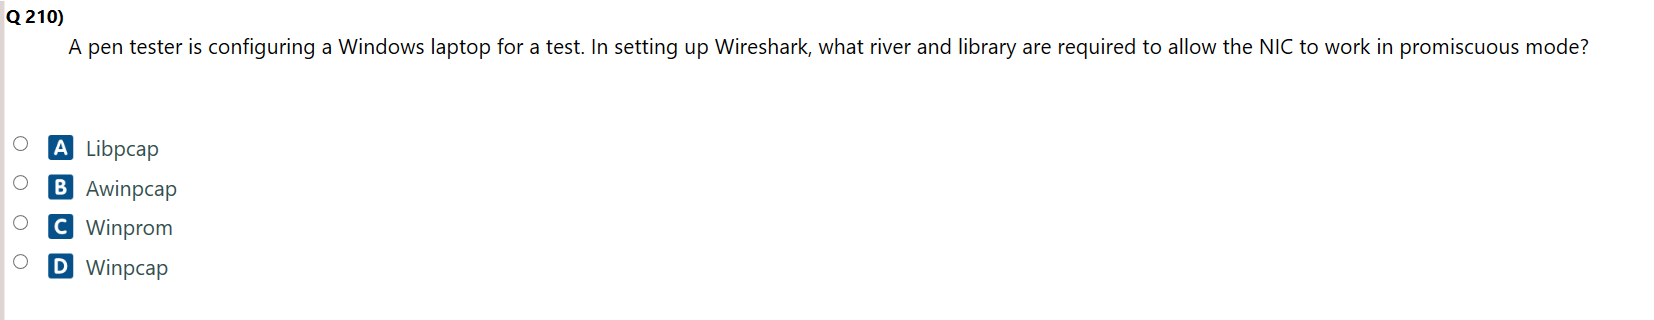 Q 210)
A pen tester is configuring a Windows laptop for a test. In setting up Wireshark, what river and library are required to allow the NIC to work in promiscuous mode?
A Libpcap
B Awinpcap
C Winprom
D Winpcap